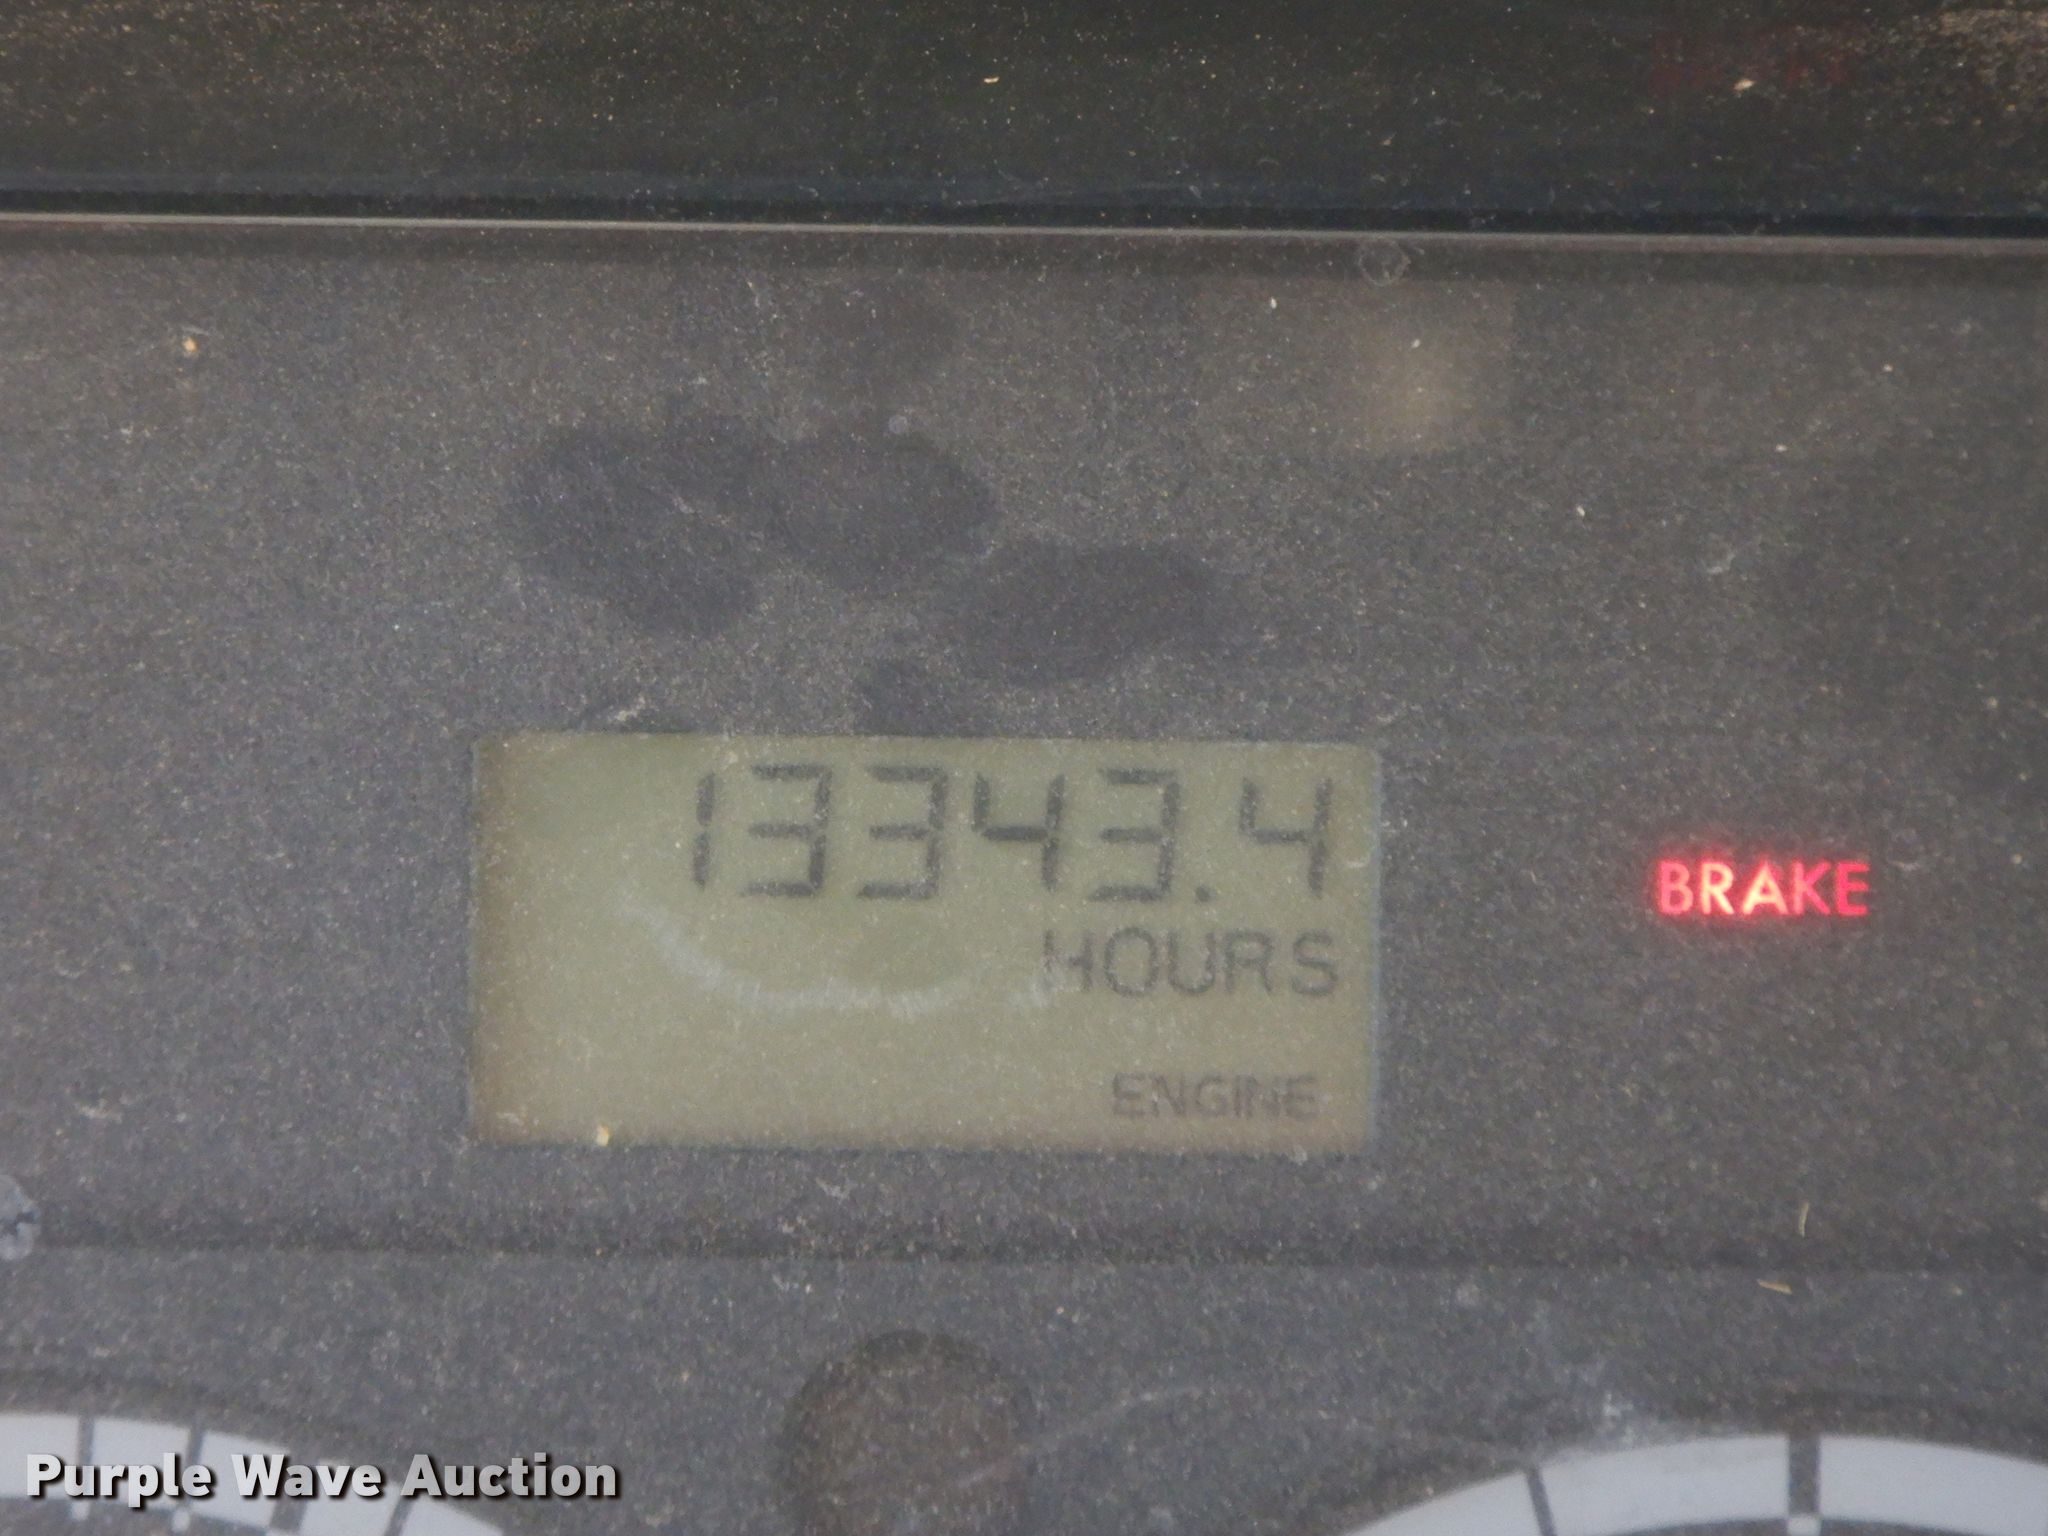 13343.4
HOURS
BRAKE
ENGINE
Purple Wave Auction